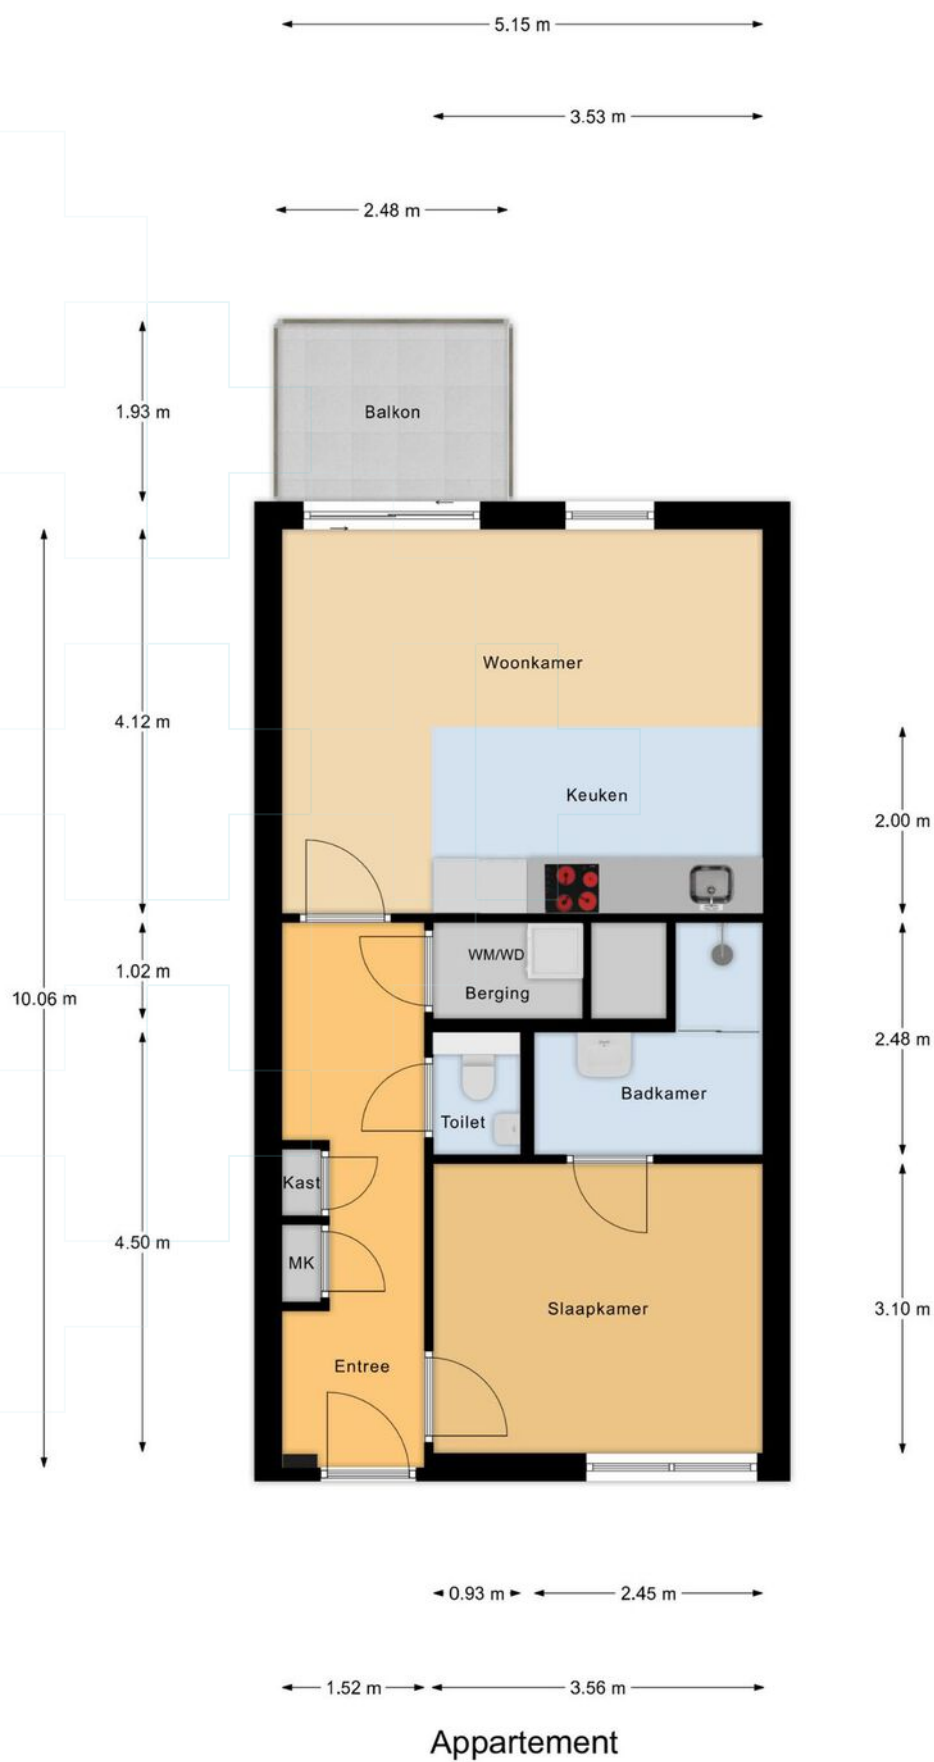 5.15 m
3.53 m
2.48 m
1.93 m
Balkon
Woonkamer
4.12 m
Keuken
2.00 m
WM/WD
1.02 m
Berging
10.06 m
2.48 m
Badkamer
Toilet
Kast
4.50 m
MK
Slaapkamer
3.10 m
Entree
0.93 m
2.45 m
1.52 m
3.56 m
Appartement